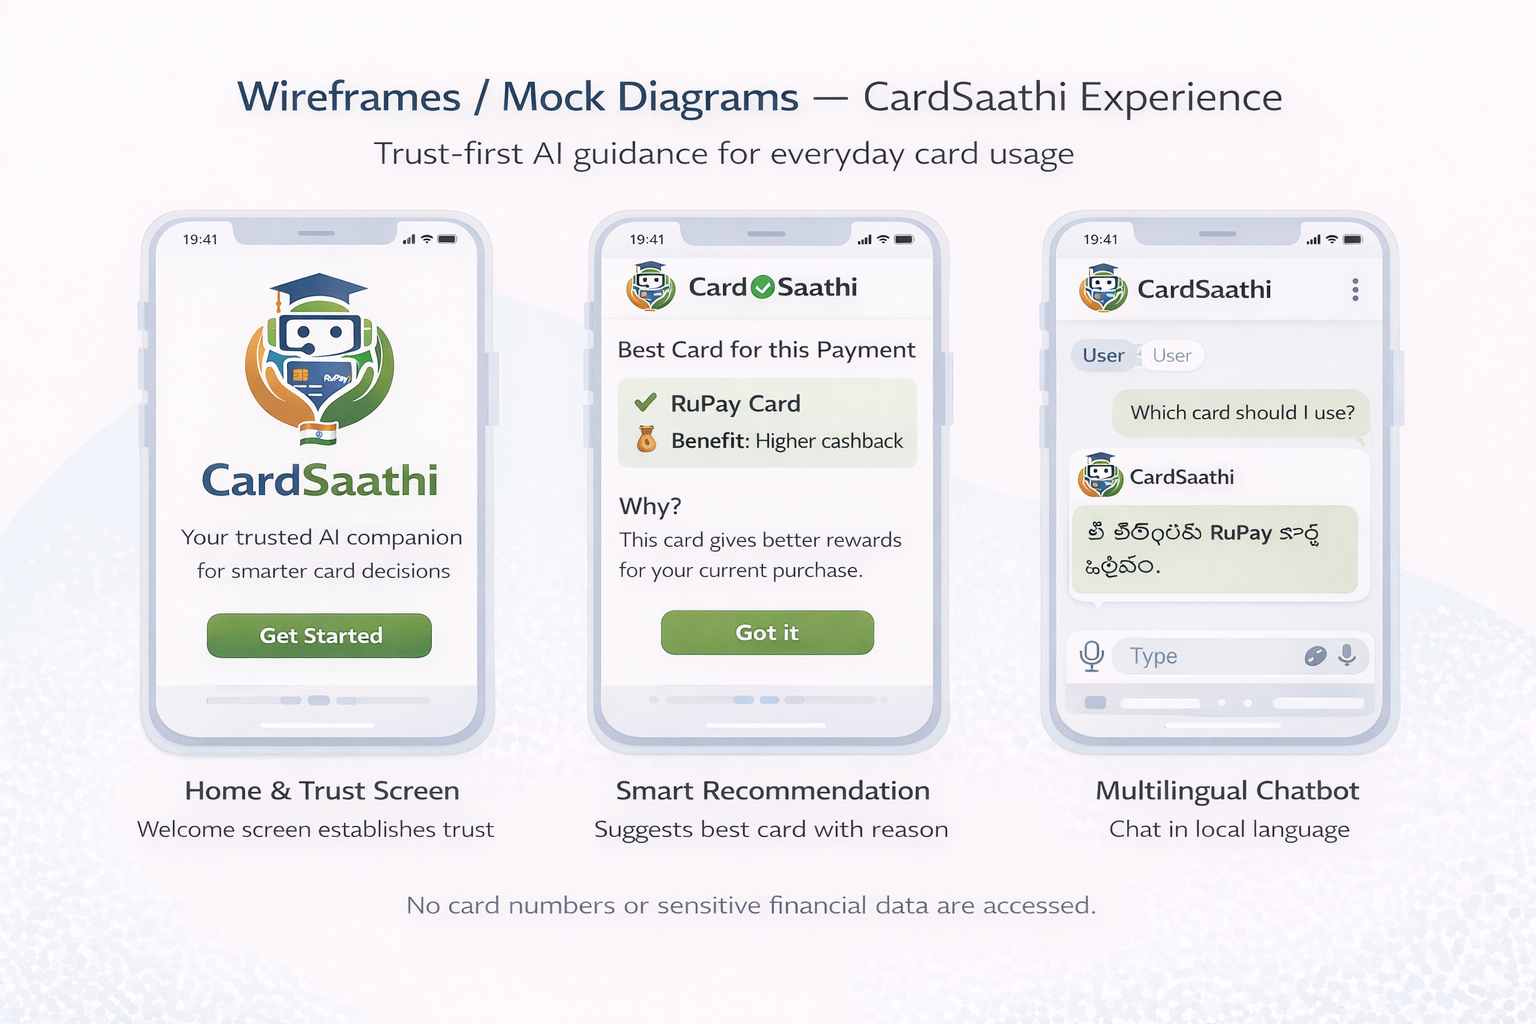 Wireframes / Mock Diagrams — CardSaathi Experience
Trust-first AI guidance for everyday card usage
19:41
RuPay
CardSaathi
Your trusted AI companion
for smarter card decisions
Get Started
Home & Trust Screen
Welcome screen establishes trust
19:41
Card Saathi
Best Card for this Payment
RuPay Card
Benefit: Higher cashback
Why?
This card gives better rewards
for your current purchase.
Got it
Smart Recommendation
Suggests best card with reason
19:41
CardSaathi
User User
Which card should I use?
CardSaathi
RuPay
Type
Multilingual Chatbot
Chat in local language
No card numbers or sensitive financial data are accessed.